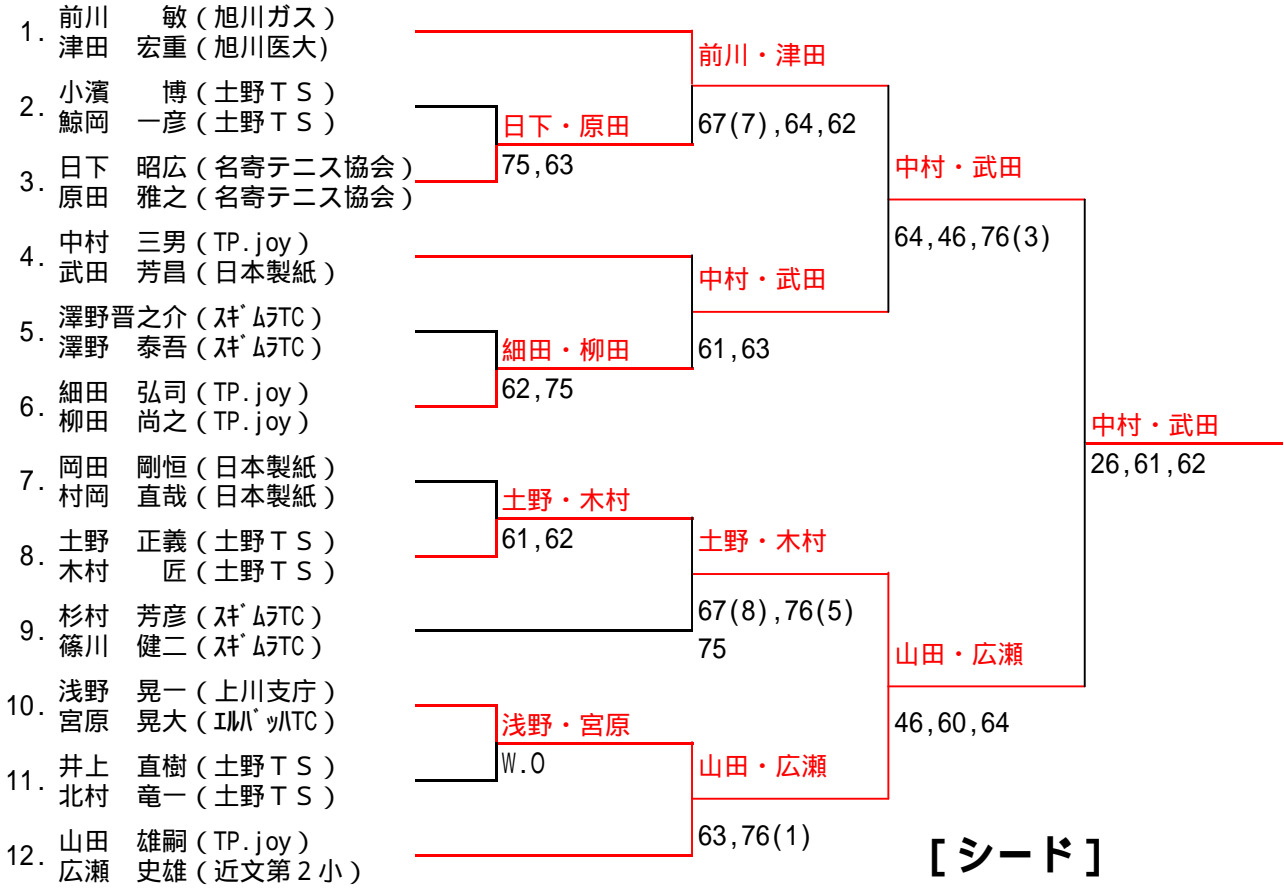 1.
前川　　敏（旭川ガス）
津田　宏重（旭川医大)
2.
小濱　　博（土野ＴＳ）
鯨岡　一彦（土野ＴＳ）
3.
日下　昭広（名寄テニス協会）
原田　雅之（名寄テニス協会）
4.
中村　三男（TP.joy）
武田　芳昌（日本製紙）
5.
澤野晋之介（ｽｷﾞﾑﾗTC）
澤野　泰吾（ｽｷﾞﾑﾗTC）
6.
細田　弘司（TP.joy）
柳田　尚之（TP.joy）
7.
岡田　剛恒（日本製紙）
村岡　直哉（日本製紙）
8.
土野　正義（土野ＴＳ）
木村　　匠（土野ＴＳ）
9.
杉村　芳彦（ｽｷﾞﾑﾗTC）
篠川　健二（ｽｷﾞﾑﾗTC）
10.
浅野　晃一（上川支庁）
宮原　晃大（ｴﾙﾊﾞｯﾊTC）
11.
井上　直樹（土野ＴＳ）
北村　竜一（土野ＴＳ）
12.
山田　雄嗣（TP.joy）
広瀬　史雄（近文第２小）
日下・原田
75,63
細田・柳田
62,75
土野・木村
61,62
浅野・宮原
W.O
前川・津田
67(7),64,62
中村・武田
61,63
土野・木村
67(8),76(5)
75
山田・広瀬
63,76(1)
中村・武田
64,46,76(3)
山田・広瀬
46,60,64
中村・武田
26,61,62
[シード]